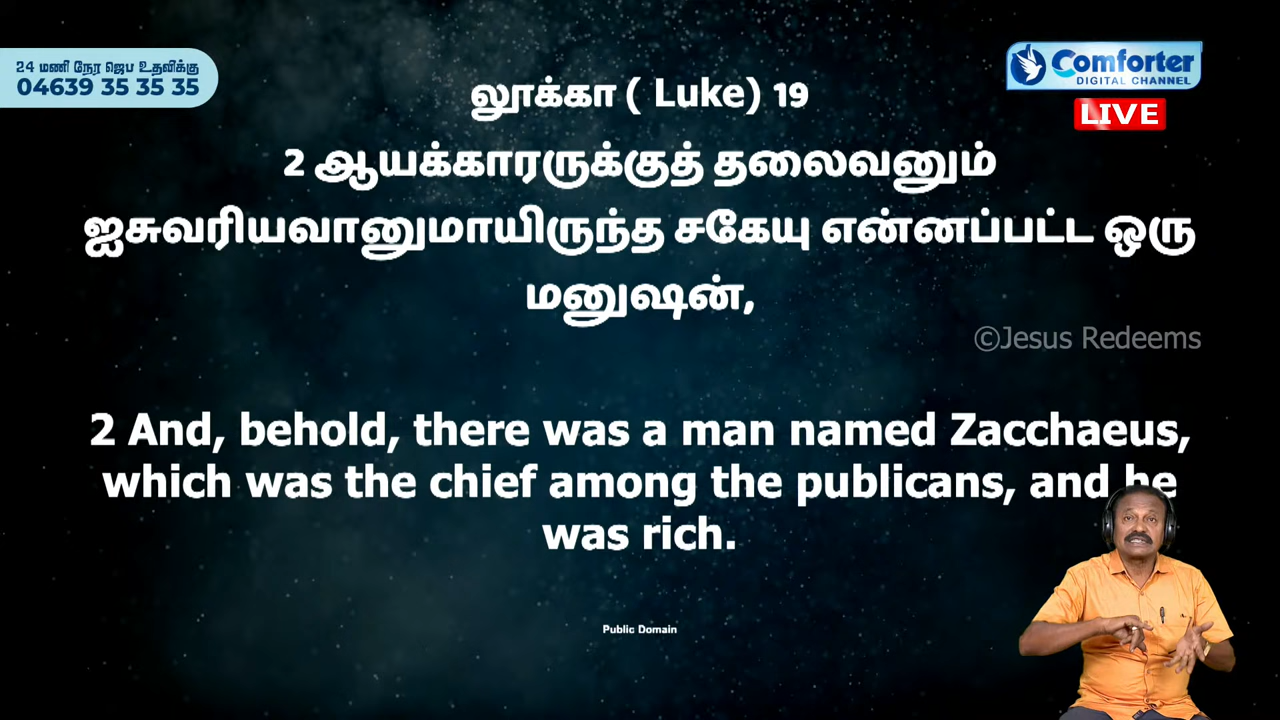 24 மணி நேர ஜெப உதவிக்கு
04639 35 35 35
Comforter
DIGITAL CHANNEL
LIVE
லூக்கா ( Luke) 19
2 ஆயக்காரருக்குத் தலைவனும்
ஐசுவரியவானுமாயிருந்த சகேயு என்னப்பட்ட ஒரு
மனுஷன்,
©Jesus Redeems
2 And, behold, there was a man named Zacchaeus,
which was the chief among the publicans, and he
was rich.
Public Domain